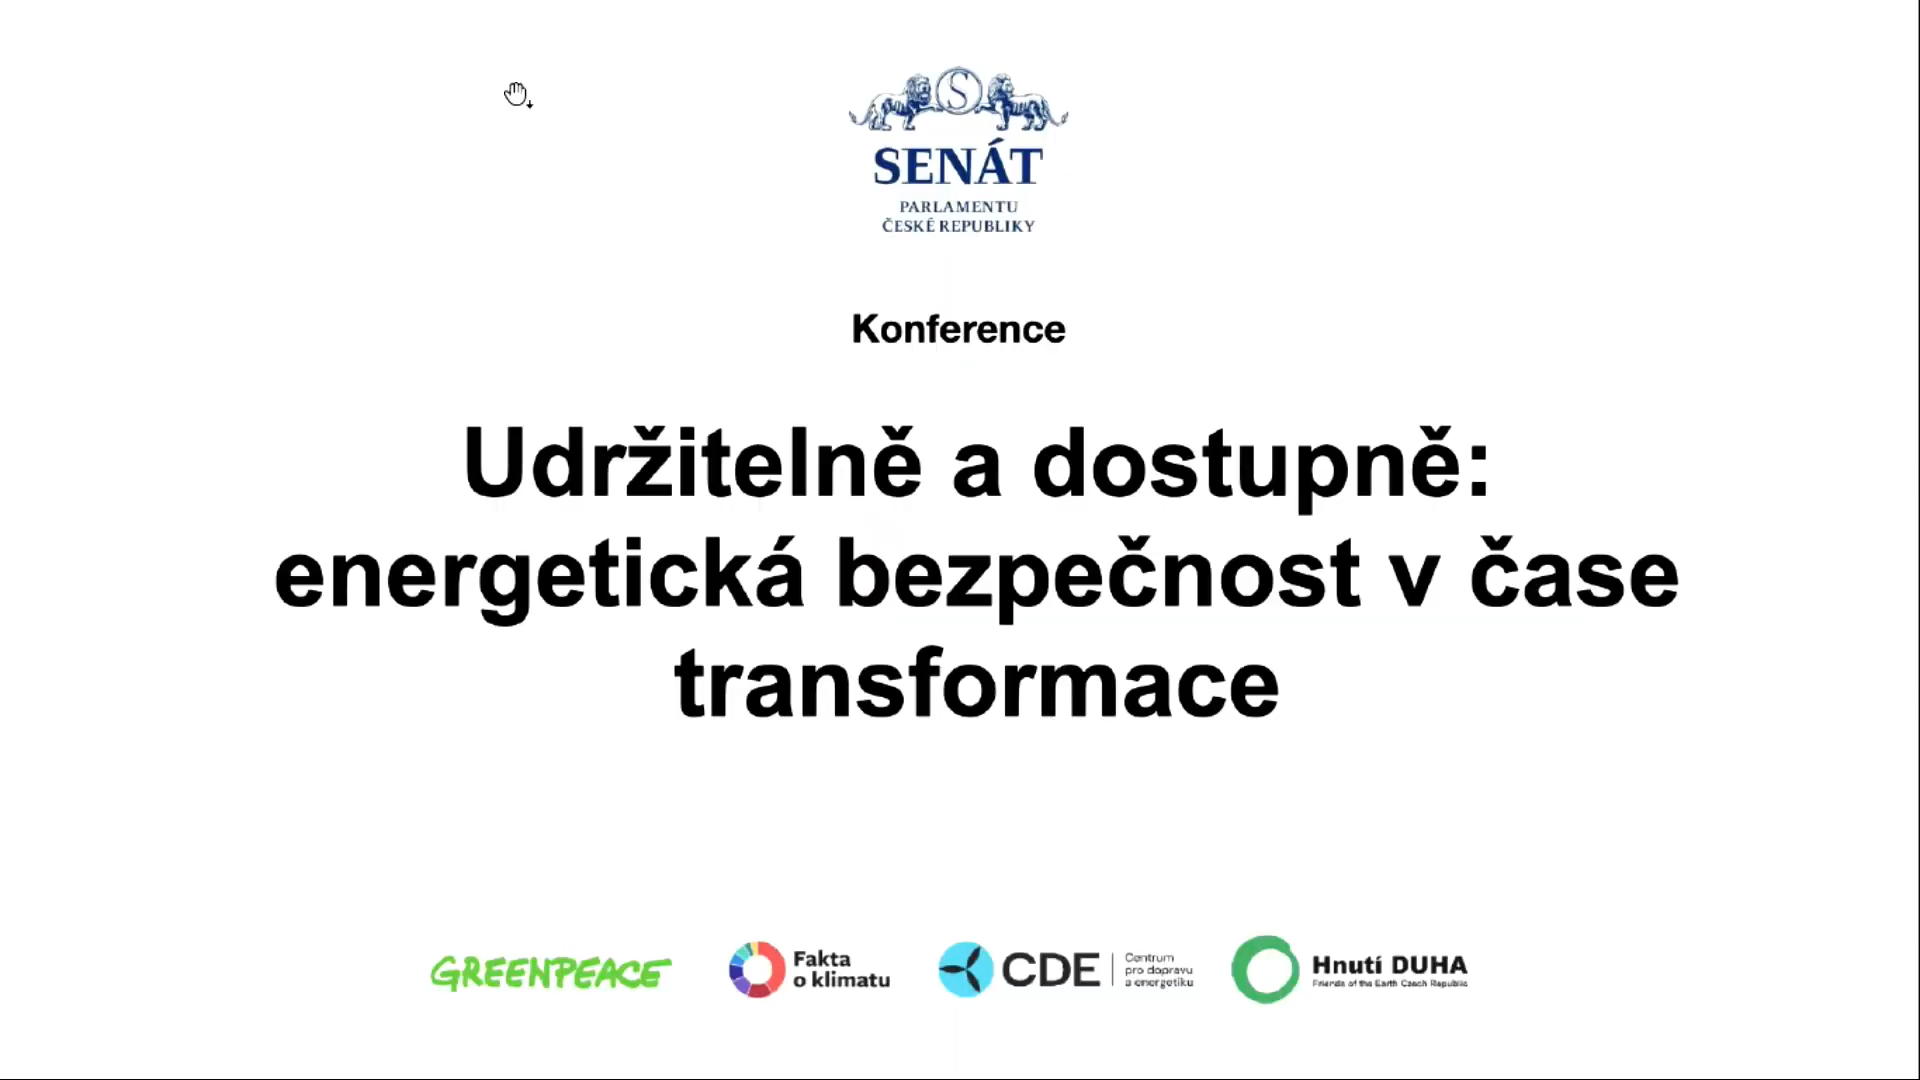 S
SENÁT
PARLAMENTU
ČESKÉ REPUBLIKY
Konference
Udržitelně a dostupně:
energetická bezpečnost v čase
transformace
GREENPEACE
Fakta
o klimatu
CDE
Centrum
pro dopravu
a energetiku
Hnutí DUHA
Friends of the Earth Czech Republic